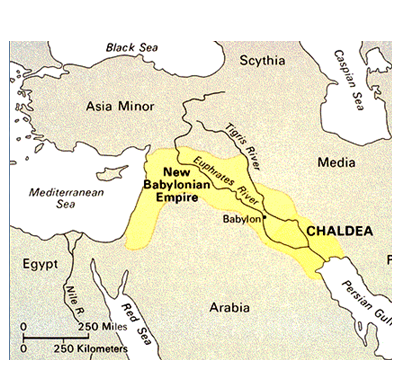 Black Sea
Scythia
Caspian Sea
Asia Minor
Tigris River
Media
Euphrates River
New
Babylonian
Empire
Mediterranean
Sea
Babylon
CHALDEA
Egypt
Nile R.
Red Sea
Arabia
Persian Gulf
0 250 Miles
0 250 Kilometers